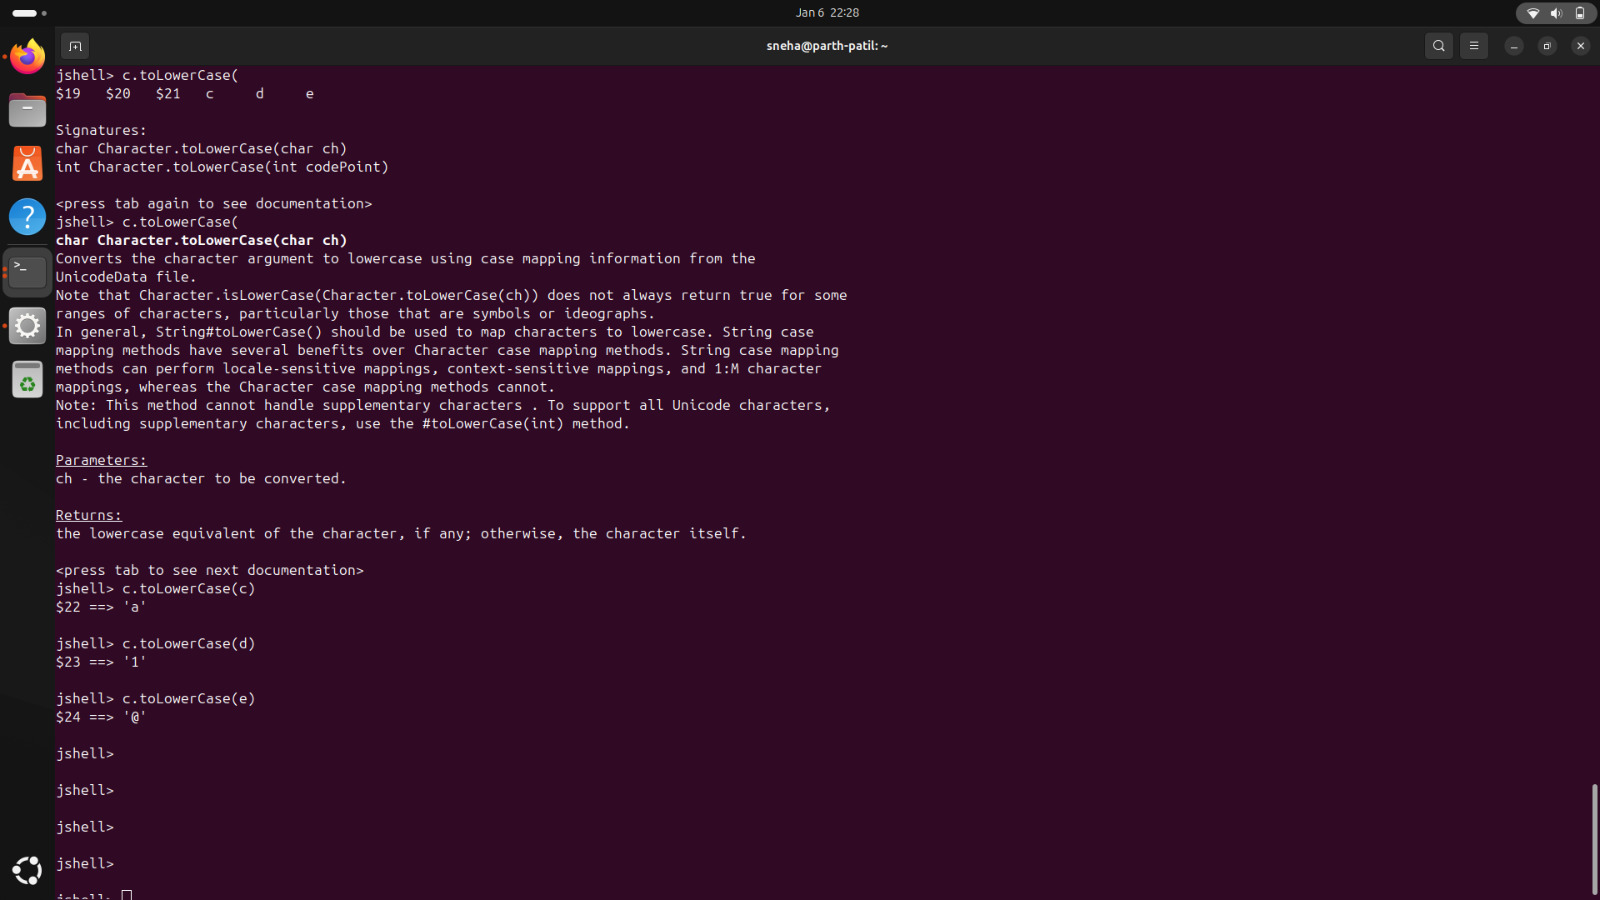 Jan 6 22:28
sneha@parth-patil: ~
jshell> c.toLowerCase(
$19 $20 $21 c d e
Signatures:
char Character.toLowerCase(char ch)
int Character.toLowerCase(int codePoint)
<press tab again to see documentation>
jshell> c.toLowerCase(
char Character.toLowerCase(char ch)
Converts the character argument to lowercase using case mapping information from the
UnicodeData file.
Note that Character.isLowerCase(Character.toLowerCase(ch)) does not always return true for some
ranges of characters, particularly those that are symbols or ideographs.
In general, String#toLowerCase() should be used to map characters to lowercase. String case
mapping methods have several benefits over Character case mapping methods. String case mapping
methods can perform locale-sensitive mappings, context-sensitive mappings, and 1:M character
mappings, whereas the Character case mapping methods cannot.
Note: This method cannot handle supplementary characters . To support all Unicode characters,
including supplementary characters, use the #toLowerCase(int) method.
Parameters:
ch - the character to be converted.
Returns:
the lowercase equivalent of the character, if any; otherwise, the character itself.
<press tab to see next documentation>
jshell> c.toLowerCase(c)
$22 ==> 'a'
jshell> c.toLowerCase(d)
$23 ==> '1'
jshell> c.toLowerCase(e)
$24 ==> '@'
jshell>
jshell>
jshell>
jshell>
jshell>